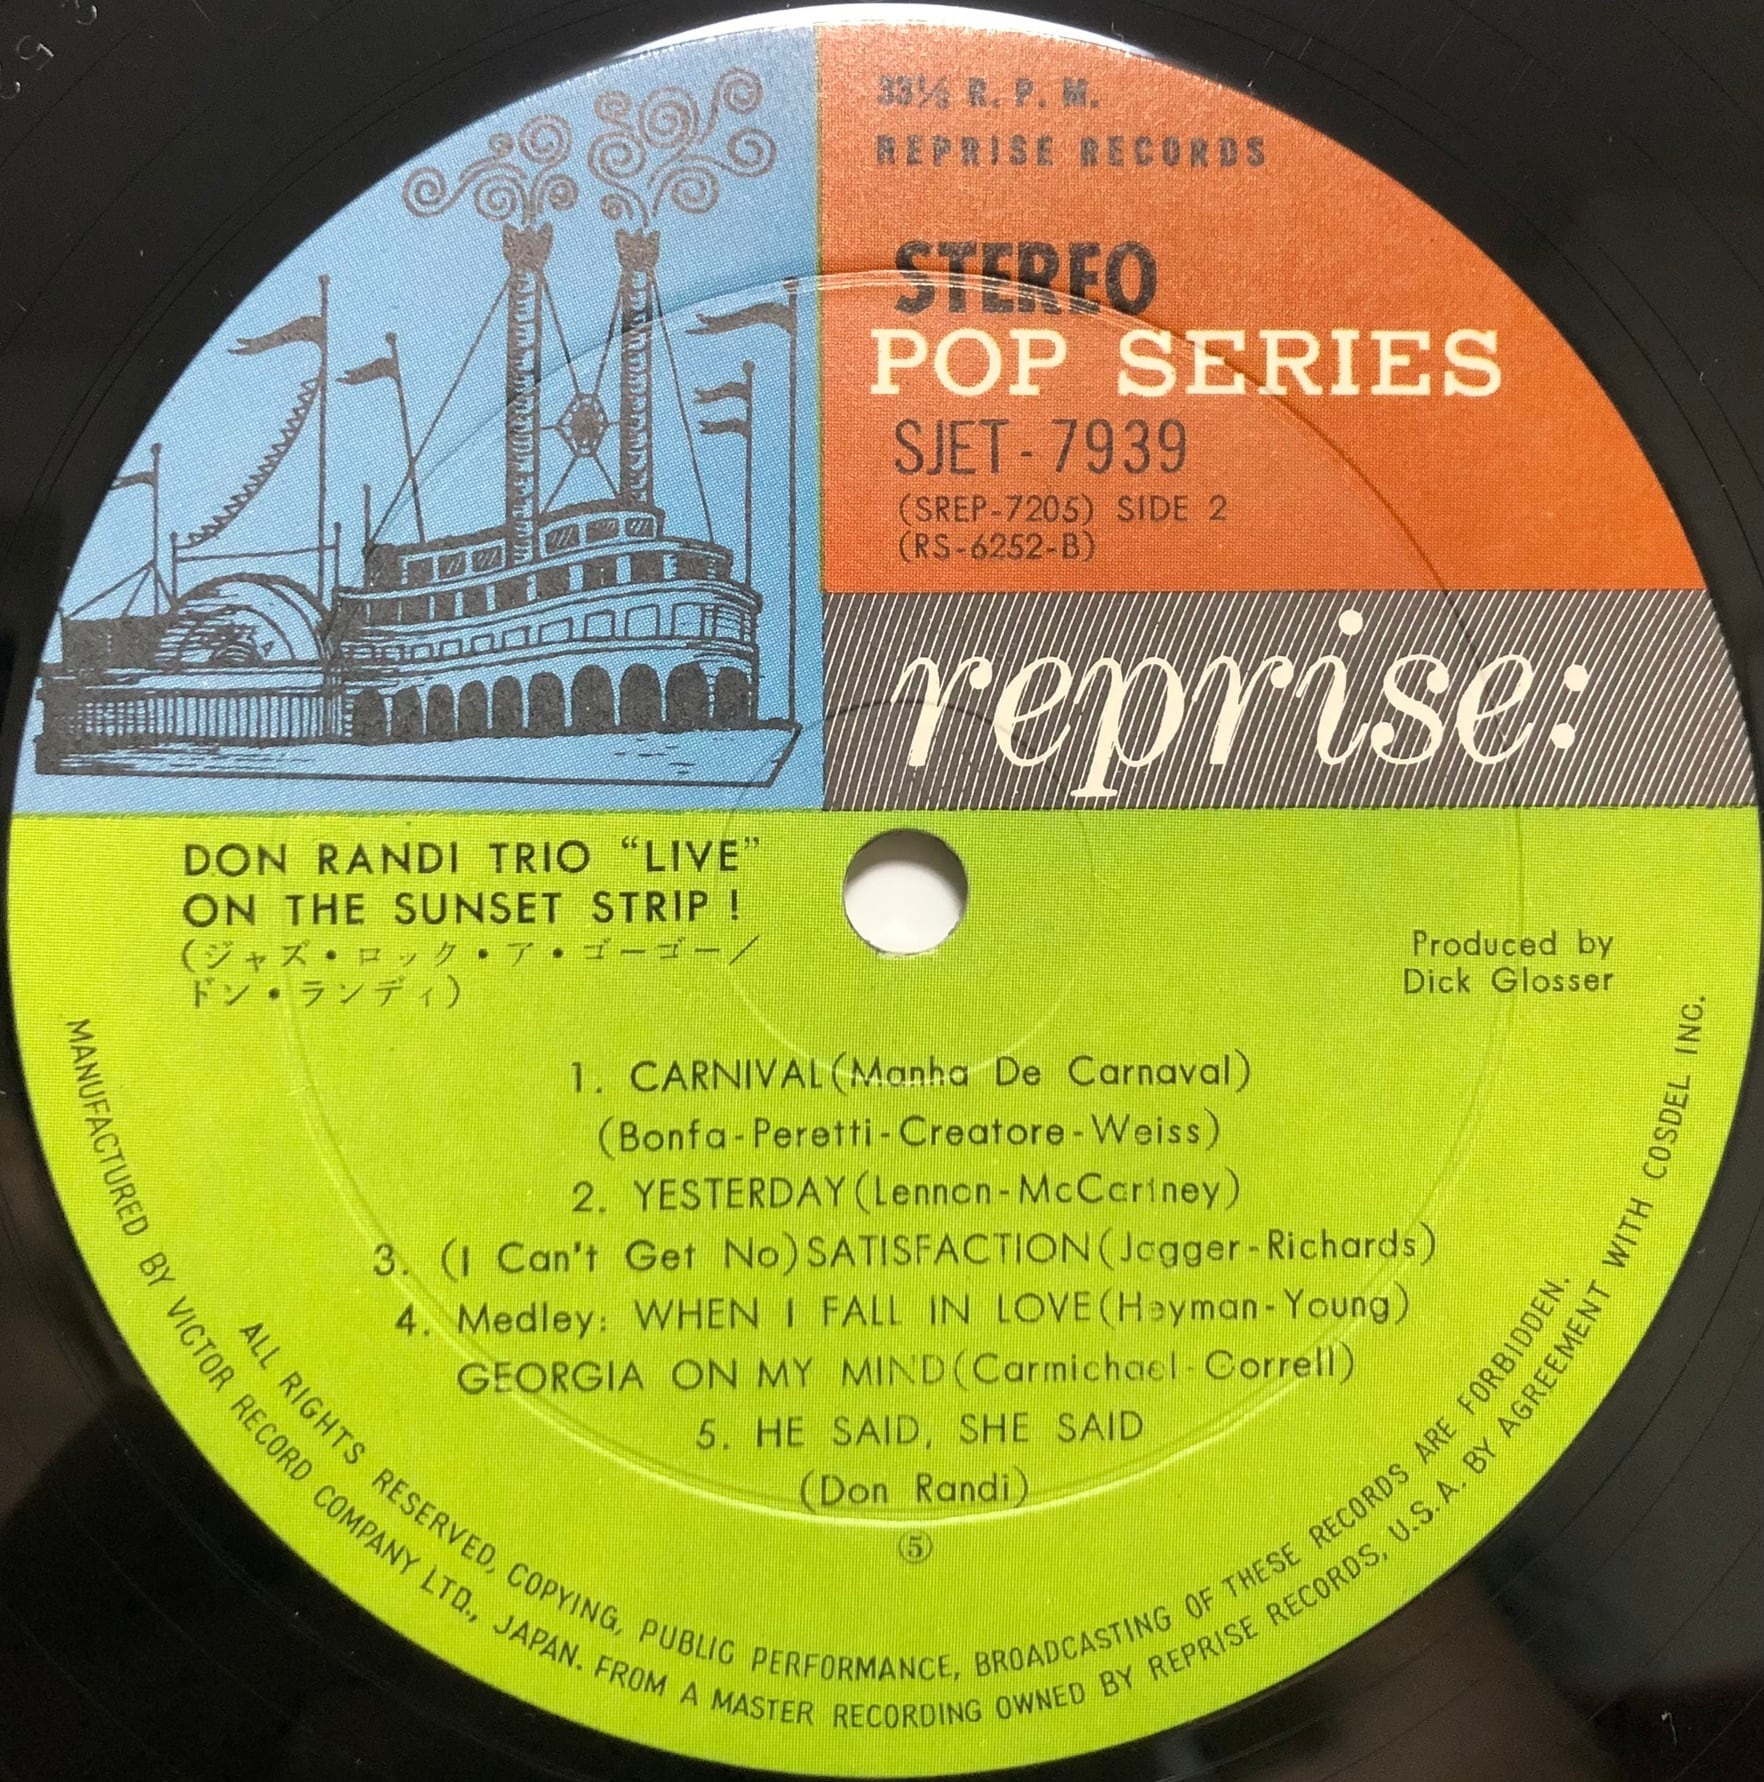 33⅓ R. P. M.
REPRISE RECORDS
STEREO
POP SERIES
SJET - 7939
(SREP-7205) SIDE 2
(RS-6252-B)
reprise:
DON RANDI TRIO “LIVE”
ON THE SUNSET STRIP !
(ジャズ・ロック・ア・ゴーゴー／
ドン・ランディ)
Produced by
Dick Glosser
1. CARNIVAL (Manha De Carnaval)
(Bonfa-Peretti-Creatore-Weiss)
2. YESTERDAY (Lennon-McCartney)
3. (I Can't Get No) SATISFACTION (Jagger-Richards)
4. Medley: WHEN I FALL IN LOVE (Heyman-Young)
GEORGIA ON MY MIND (Carmichael-Gorrell)
5. HE SAID, SHE SAID
(Don Randi)
⑤
ALL RIGHTS RESERVED, COPYING, PUBLIC PERFORMANCE, BROADCASTING OF THESE RECORDS ARE FORBIDDEN.
MANUFACTURED BY VICTOR RECORD COMPANY LTD., JAPAN. FROM A MASTER RECORDING OWNED BY REPRISE RECORDS, U.S.A. BY AGREEMENT WITH COSDEL INC.